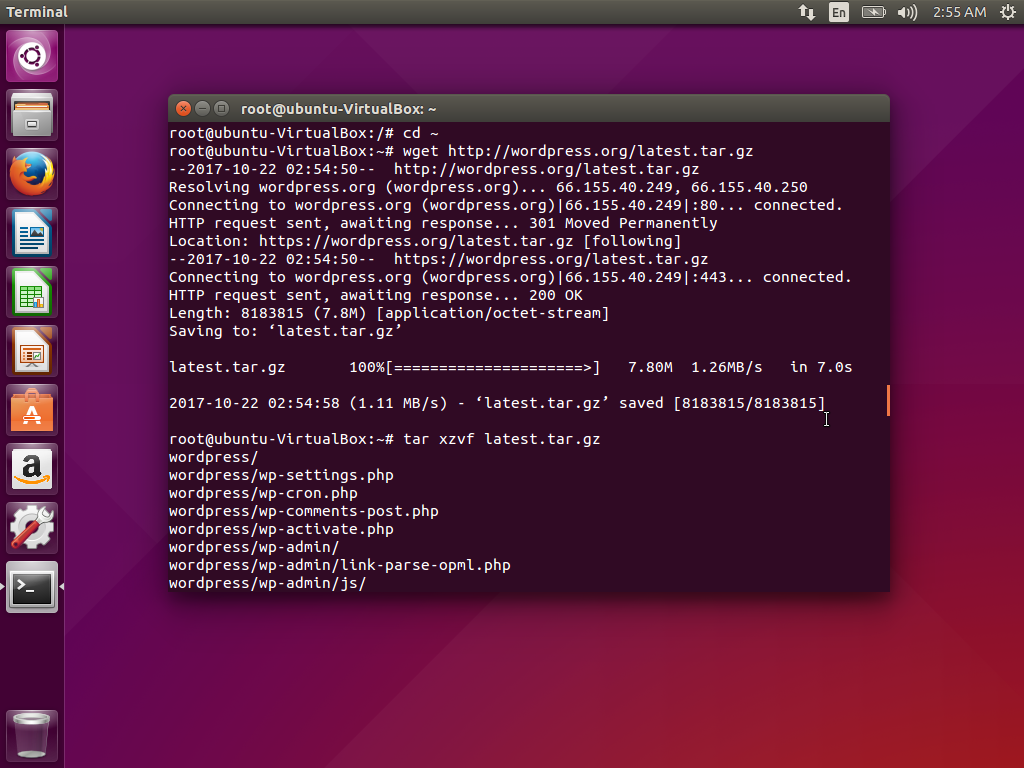 Terminal
En
2:55 AM
root@ubuntu-VirtualBox: ~
root@ubuntu-VirtualBox:/# cd ~
root@ubuntu-VirtualBox:~# wget http://wordpress.org/latest.tar.gz
--2017-10-22 02:54:50--  http://wordpress.org/latest.tar.gz
Resolving wordpress.org (wordpress.org)... 66.155.40.249, 66.155.40.250
Connecting to wordpress.org (wordpress.org)|66.155.40.249|:80... connected.
HTTP request sent, awaiting response... 301 Moved Permanently
Location: https://wordpress.org/latest.tar.gz [following]
--2017-10-22 02:54:50--  https://wordpress.org/latest.tar.gz
Connecting to wordpress.org (wordpress.org)|66.155.40.249|:443... connected.
HTTP request sent, awaiting response... 200 OK
Length: 8183815 (7.8M) [application/octet-stream]
Saving to: ‘latest.tar.gz’
latest.tar.gz       100%[=====================>]   7.80M  1.26MB/s   in 7.0s
2017-10-22 02:54:58 (1.11 MB/s) - ‘latest.tar.gz’ saved [8183815/8183815]
root@ubuntu-VirtualBox:~# tar xzvf latest.tar.gz
wordpress/
wordpress/wp-settings.php
wordpress/wp-cron.php
wordpress/wp-comments-post.php
wordpress/wp-activate.php
wordpress/wp-admin/
wordpress/wp-admin/link-parse-opml.php
wordpress/wp-admin/js/